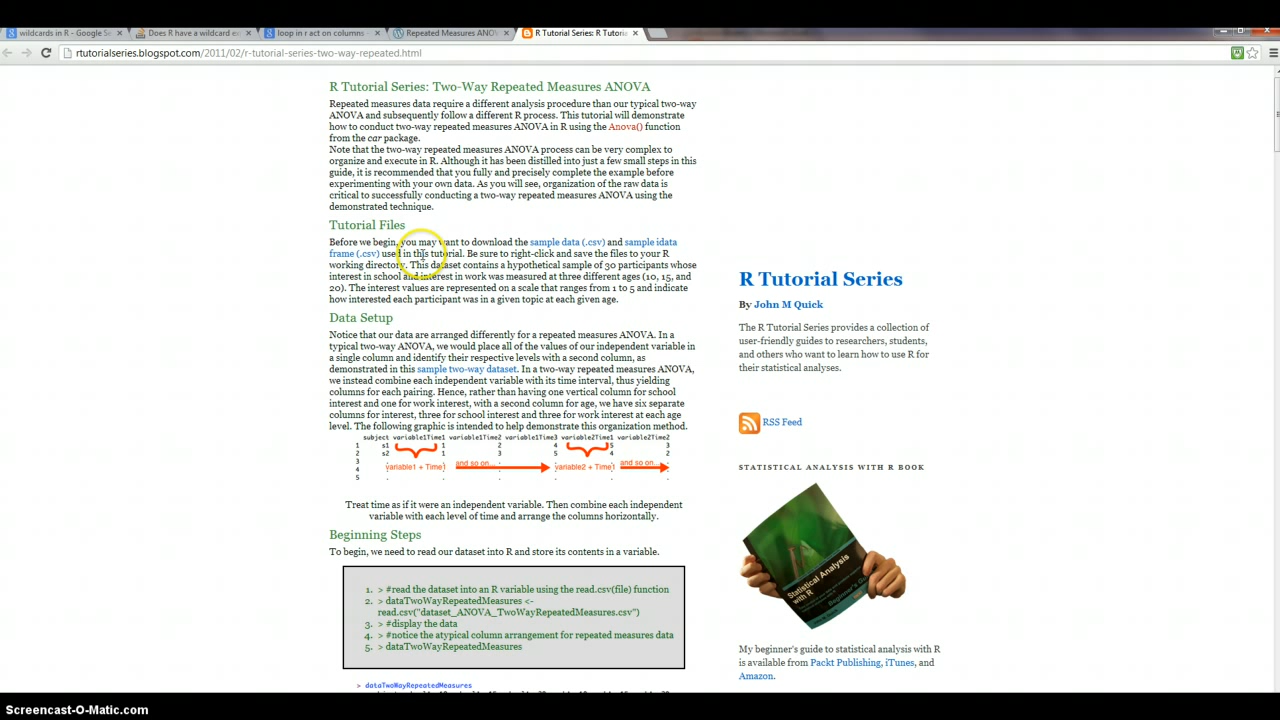 wildcards in R - Google Se
Does R have a wildcard ex
loop in r act on columns -
Repeated Measures ANOV
R Tutorial Series: R Tutoria
rtutorialseries.blogspot.com/2011/02/r-tutorial-series-two-way-repeated.html
R Tutorial Series: Two-Way Repeated Measures ANOVA
Repeated measures data require a different analysis procedure than our typical two-way
ANOVA and subsequently follow a different R process. This tutorial will demonstrate
how to conduct two-way repeated measures ANOVA in R using the Anova() function
from the car package.
Note that the two-way repeated measures ANOVA process can be very complex to
organize and execute in R. Although it has been distilled into just a few small steps in this
guide, it is recommended that you fully and precisely complete the example before
experimenting with your own data. As you will see, organization of the raw data is
critical to successfully conducting a two-way repeated measures ANOVA using the
demonstrated technique.
Tutorial Files
Before we begin, you may want to download the sample data (.csv) and sample idata
frame (.csv) used in this tutorial. Be sure to right-click and save the files to your R
working directory. This dataset contains a hypothetical sample of 30 participants whose
interest in school and interest in work was measured at three different ages (10, 15, and
20). The interest values are represented on a scale that ranges from 1 to 5 and indicate
how interested each participant was in a given topic at each given age.
Data Setup
Notice that our data are arranged differently for a repeated measures ANOVA. In a
typical two-way ANOVA, we would place all of the values of our independent variable in
a single column and identify their respective levels with a second column, as
demonstrated in this sample two-way dataset. In a two-way repeated measures ANOVA,
we instead combine each independent variable with its time interval, thus yielding
columns for each pairing. Hence, rather than having one vertical column for school
interest and one for work interest, with a second column for age, we have six separate
columns for interest, three for school interest and three for work interest at each age
level. The following graphic is intended to help demonstrate this organization method.
subject variable1Time1 variable1Time2 variable1Time3 variable2Time1 variable2Time2
1 s1 1 2 4 5 3
2 s2 1 3 5 4 2
3
4 variable1 + Time1 and so on... variable2 + Time1 and so on...
5
Treat time as if it were an independent variable. Then combine each independent
variable with each level of time and arrange the columns horizontally.
Beginning Steps
To begin, we need to read our dataset into R and store its contents in a variable.
1. > #read the dataset into an R variable using the read.csv(file) function
2. > dataTwoWayRepeatedMeasures <-
read.csv("dataset_ANOVA_TwoWayRepeatedMeasures.csv")
3. > #display the data
4. > #notice the atypical column arrangement for repeated measures data
5. > dataTwoWayRepeatedMeasures
> dataTwoWayRepeatedMeasures
R Tutorial Series
By John M Quick
The R Tutorial Series provides a collection of
user-friendly guides to researchers, students,
and others who want to learn how to use R for
their statistical analyses.
RSS Feed
STATISTICAL ANALYSIS WITH R BOOK
Statistical Analysis
with R
My beginner's guide to statistical analysis with R
is available from Packt Publishing, iTunes, and
Amazon.
Screencast-O-Matic.com